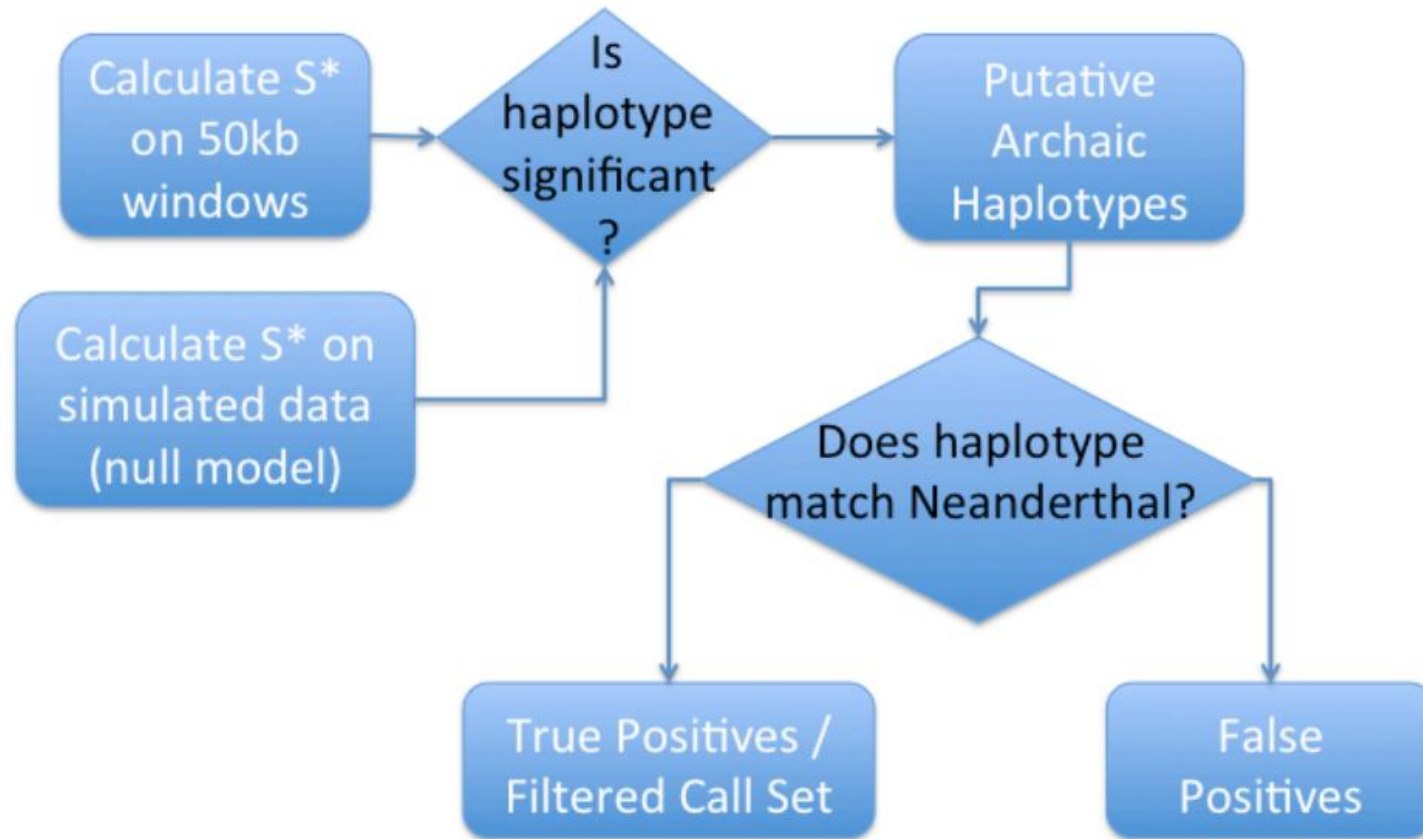 Calculate S*
on 50kb
windows
Is
haplotype
significant
?
Putative
Archaic
Haplotypes
Calculate S* on
simulated data
(null model)
Does haplotype
match Neanderthal?
True Positives /
Filtered Call Set
False
Positives